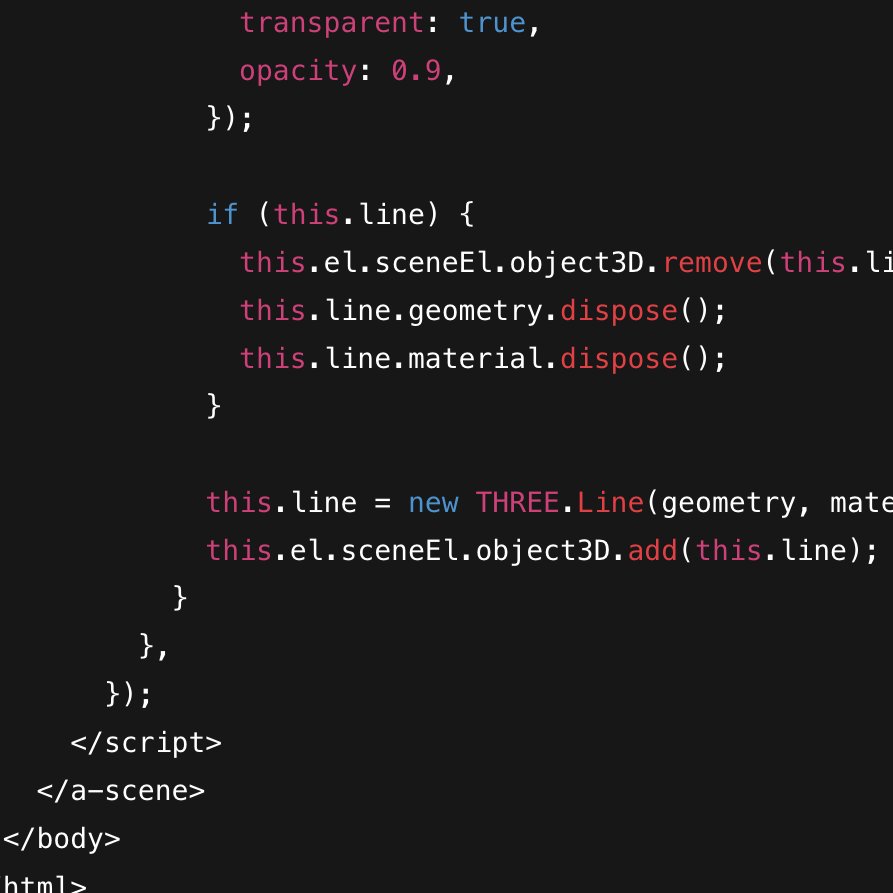 transparent: true,
opacity: 0.9,
});
if (this.line) {
this.el.sceneEl.object3D.remove(this.li
this.line.geometry.dispose();
this.line.material.dispose();
}
this.line = new THREE.Line(geometry, mate
this.el.sceneEl.object3D.add(this.line);
}
},
});
</script>
</a-scene>
</body>
html>